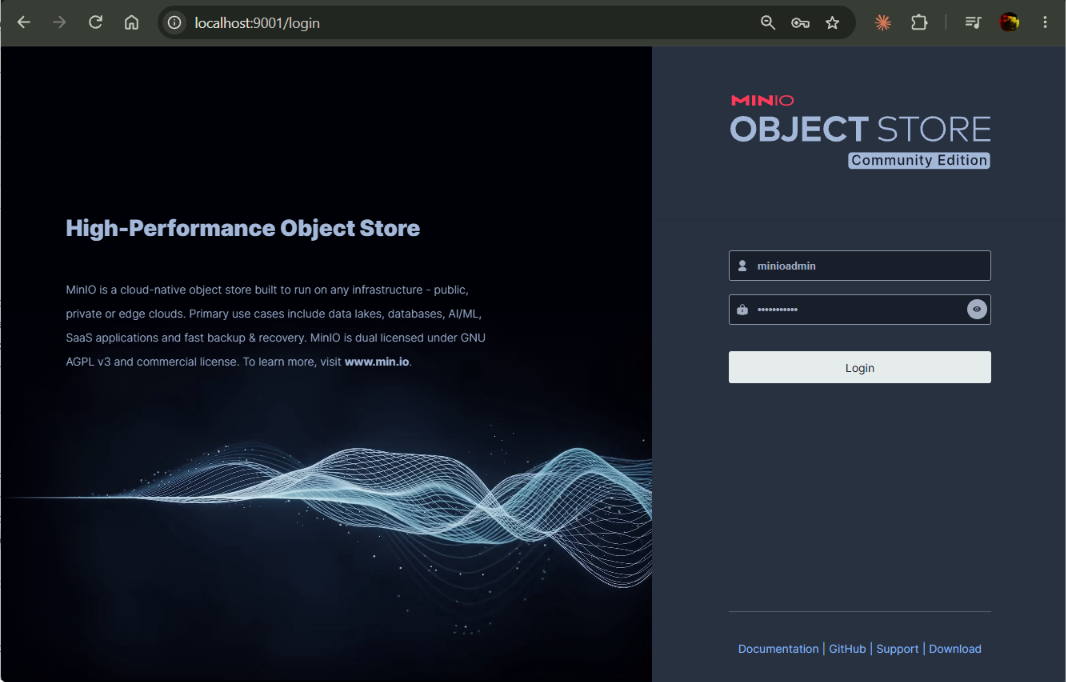 localhost:9001/login
MINIO
OBJECT STORE
Community Edition
High-Performance Object Store
MinIO is a cloud-native object store built to run on any infrastructure - public,
private or edge clouds. Primary use cases include data lakes, databases, AI/ML,
SaaS applications and fast backup & recovery. MinIO is dual licensed under GNU
AGPL v3 and commercial license. To learn more, visit www.min.io.
minioadmin
•••••••••••
Login
Documentation | GitHub | Support | Download